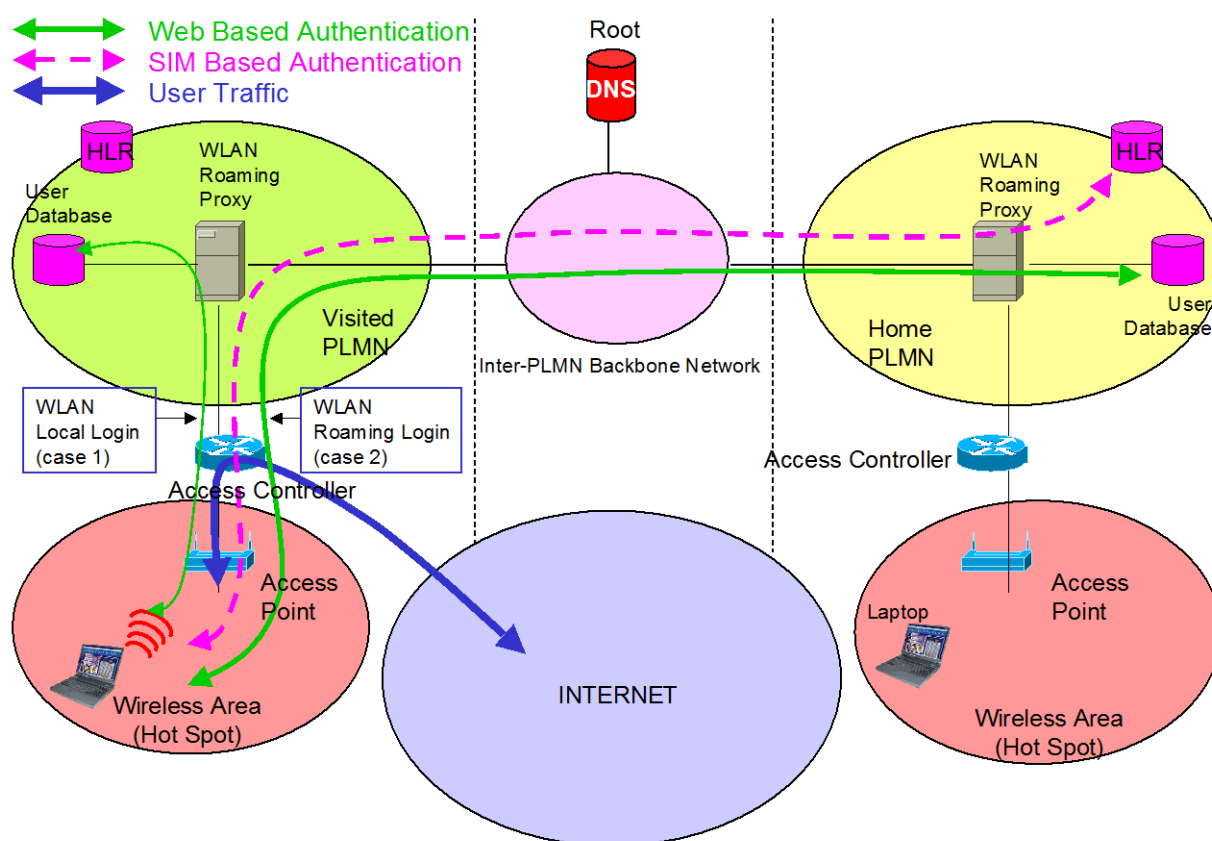 Web Based Authentication
SIM Based Authentication
User Traffic
Root
DNS
HLR
WLAN
Roaming
Proxy
User
Database
Visited
PLMN
Inter-PLMN Backbone Network
WLAN
Roaming
Proxy
HLR
User
Database
Home
PLMN
WLAN
Local Login
(case 1)
WLAN
Roaming Login
(case 2)
Access Controller
Access Controller
Access
Point
Wireless Area
(Hot Spot)
INTERNET
Access
Point
Laptop
Wireless Area
(Hot Spot)